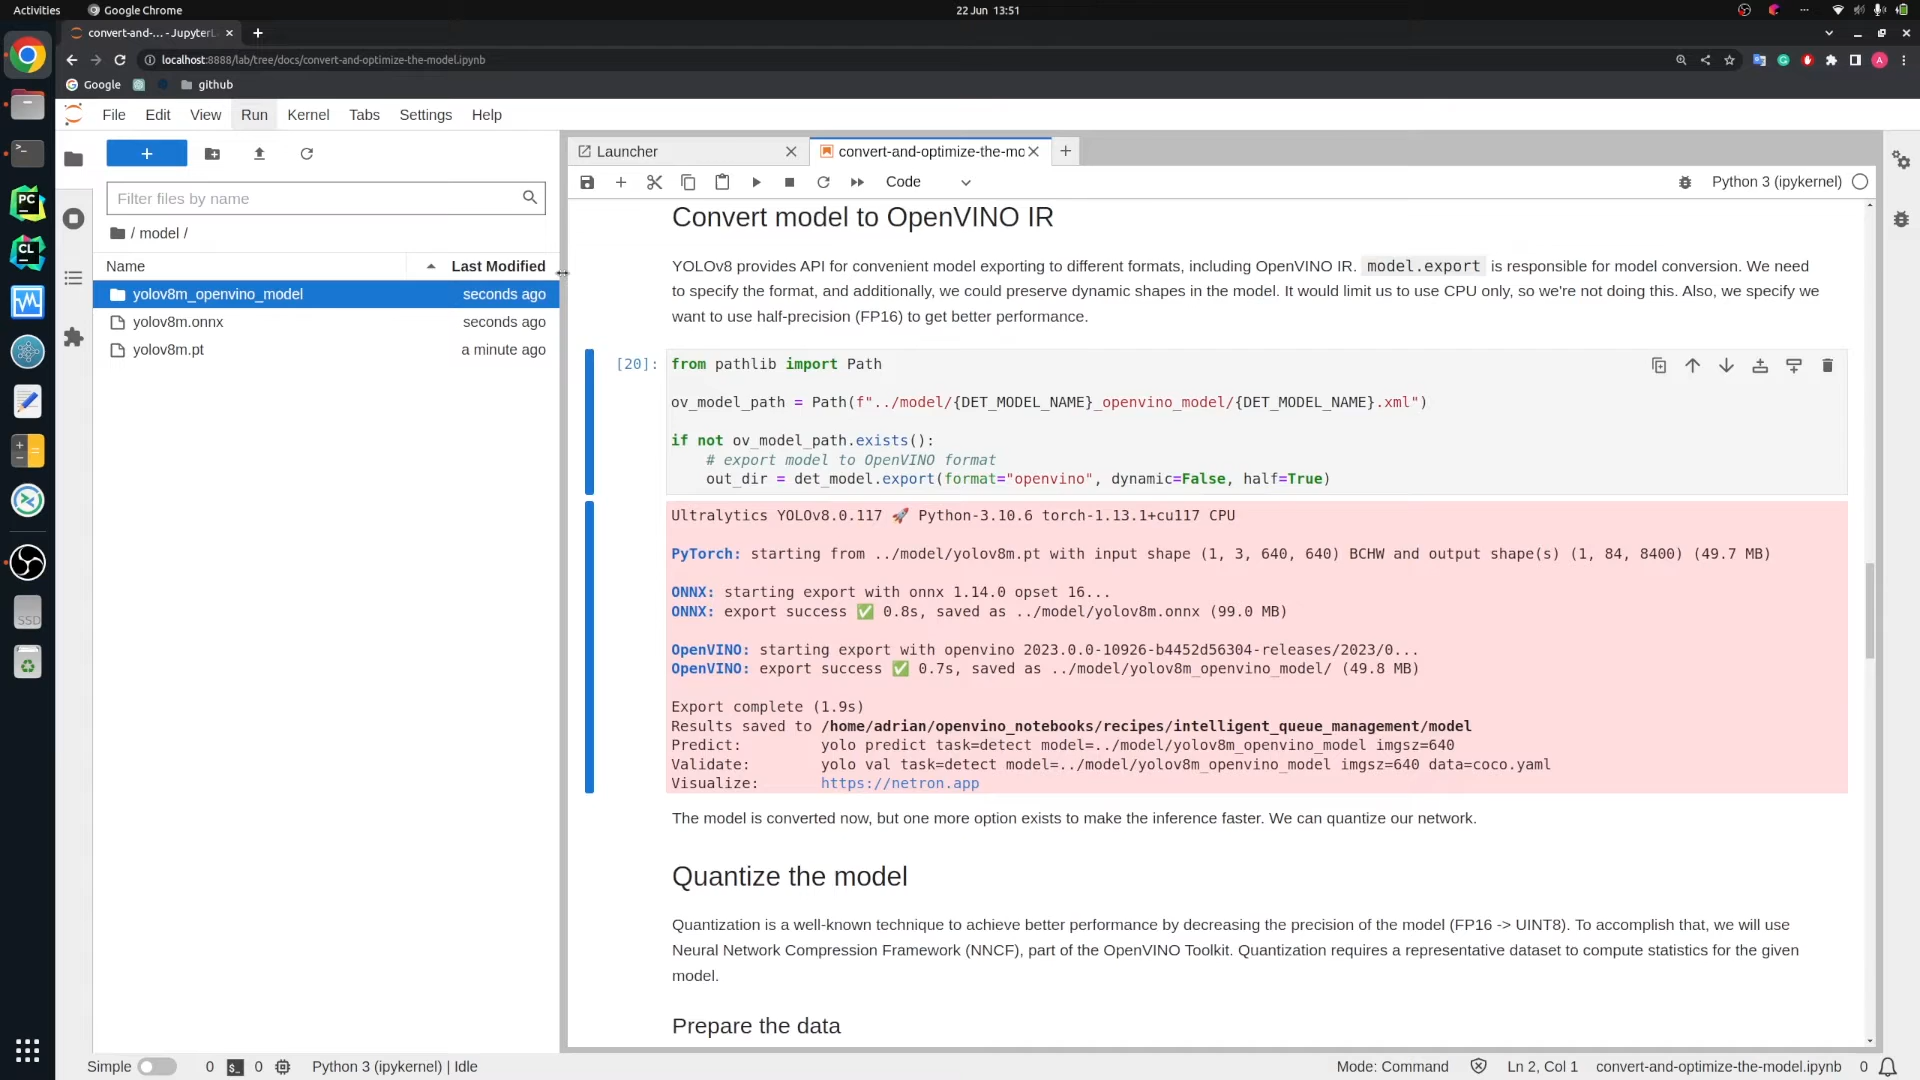 Activities
Google Chrome
22 Jun 13:51
convert-and-... - JupyterL
localhost:8888/lab/tree/docs/convert-and-optimize-the-model.ipynb
Google
github
File Edit View Run Kernel Tabs Settings Help
Filter files by name
/ model /
Name Last Modified
yolov8m_openvino_model seconds ago
yolov8m.onnx seconds ago
yolov8m.pt a minute ago
Launcher
convert-and-optimize-the-mo
Code
Python 3 (ipykernel)
Convert model to OpenVINO IR
YOLOv8 provides API for convenient model exporting to different formats, including OpenVINO IR. model.export is responsible for model conversion. We need
to specify the format, and additionally, we could preserve dynamic shapes in the model. It would limit us to use CPU only, so we're not doing this. Also, we specify we
want to use half-precision (FP16) to get better performance.
[20]: from pathlib import Path
ov_model_path = Path(f"../model/{DET_MODEL_NAME}_openvino_model/{DET_MODEL_NAME}.xml")
if not ov_model_path.exists():
# export model to OpenVINO format
out_dir = det_model.export(format="openvino", dynamic=False, half=True)
Ultralytics YOLOv8.0.117 🚀 Python-3.10.6 torch-1.13.1+cu117 CPU
PyTorch: starting from ../model/yolov8m.pt with input shape (1, 3, 640, 640) BCHW and output shape(s) (1, 84, 8400) (49.7 MB)
ONNX: starting export with onnx 1.14.0 opset 16...
ONNX: export success ✅ 0.8s, saved as ../model/yolov8m.onnx (99.0 MB)
OpenVINO: starting export with openvino 2023.0.0-10926-b4452d56304-releases/2023/0...
OpenVINO: export success ✅ 0.7s, saved as ../model/yolov8m_openvino_model/ (49.8 MB)
Export complete (1.9s)
Results saved to /home/adrian/openvino_notebooks/recipes/intelligent_queue_management/model
Predict: yolo predict task=detect model=../model/yolov8m_openvino_model imgsz=640
Validate: yolo val task=detect model=../model/yolov8m_openvino_model imgsz=640 data=coco.yaml
Visualize: https://netron.app
The model is converted now, but one more option exists to make the inference faster. We can quantize our network.
Quantize the model
Quantization is a well-known technique to achieve better performance by decreasing the precision of the model (FP16 -> UINT8). To accomplish that, we will use
Neural Network Compression Framework (NNCF), part of the OpenVINO Toolkit. Quantization requires a representative dataset to compute statistics for the given
model.
Prepare the data
PC
CL
SSD
A
Simple 0 0 Python 3 (ipykernel) | Idle
Mode: Command Ln 2, Col 1 convert-and-optimize-the-model.ipynb 0